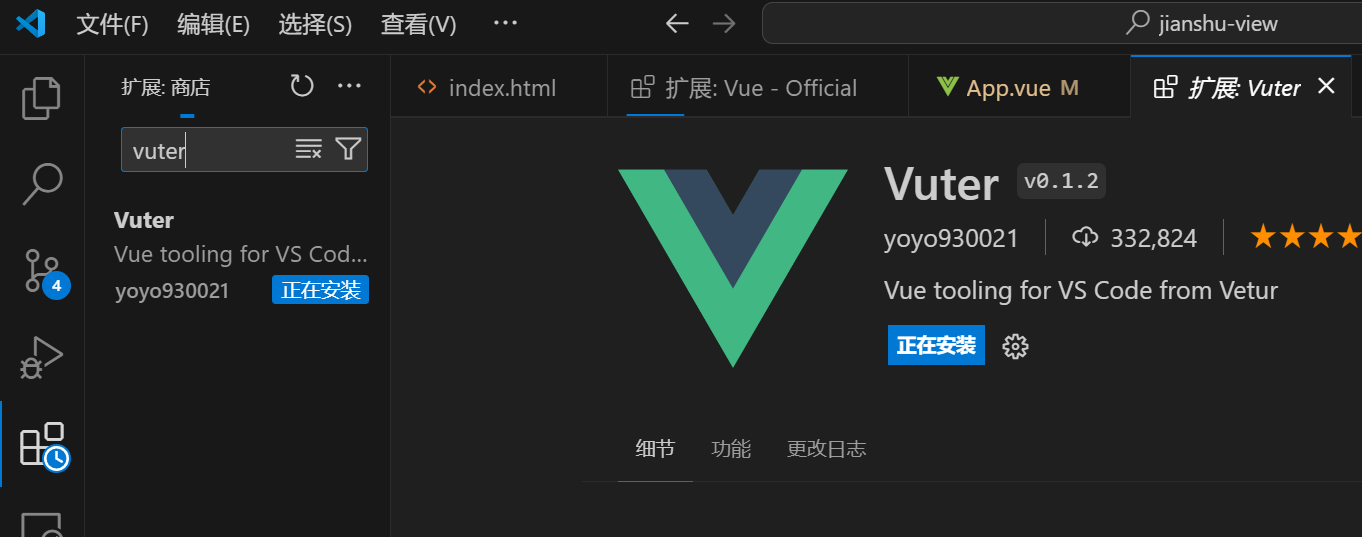 文件(F) 编辑(E) 选择(S) 查看(V) ··· jianshu-view
扩展: 商店 ···
index.html 扩展: Vue - Official App.vue M 扩展: Vuter
vuter
Vuter
Vue tooling for VS Cod...
yoyo930021 正在安装
4
Vuter v0.1.2
yoyo930021 332,824
Vue tooling for VS Code from Vetur
正在安装
细节 功能 更改日志